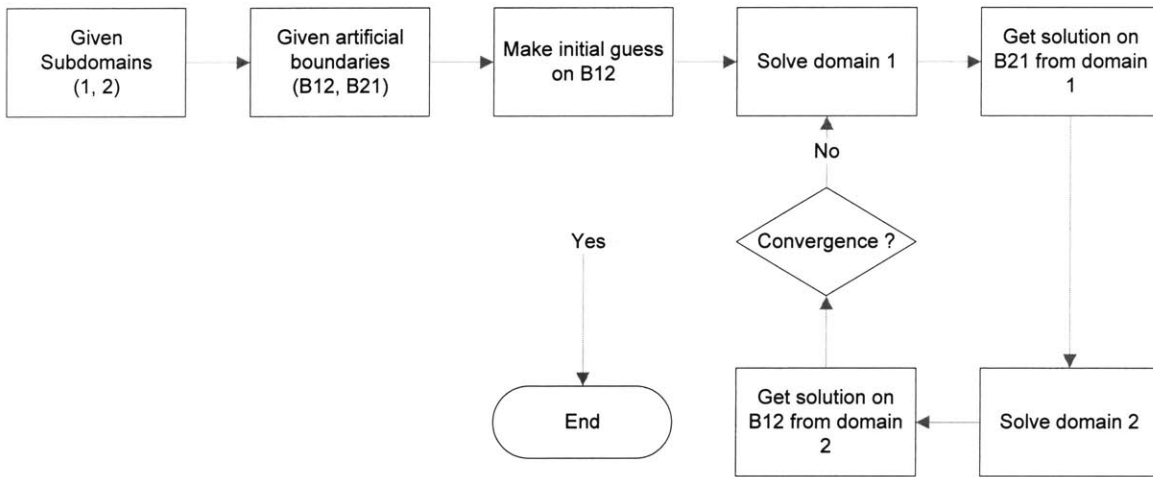 Given
Subdomains
(1, 2)
Given artificial
boundaries
(B12, B21)
Make initial guess
on B12
Solve domain 1
Get solution on
B21 from domain
1
No
Convergence ?
Yes
Get solution on
B12 from domain
2
Solve domain 2
End